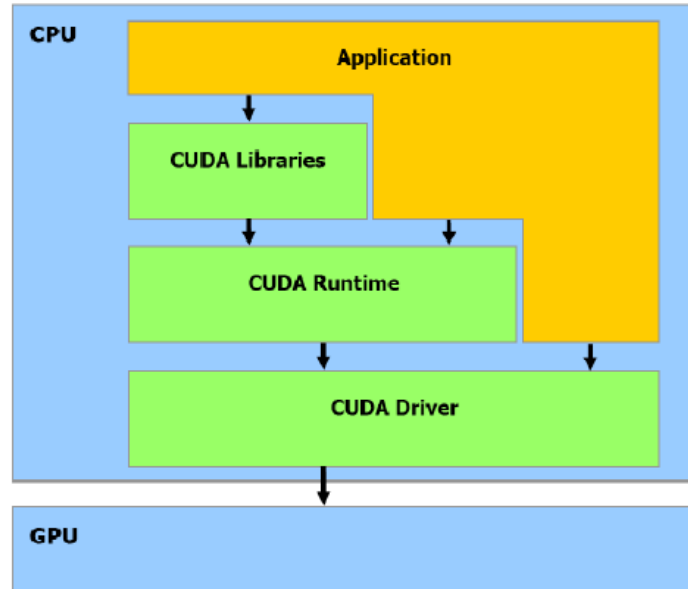 CPU
Application
CUDA Libraries
CUDA Runtime
CUDA Driver
GPU